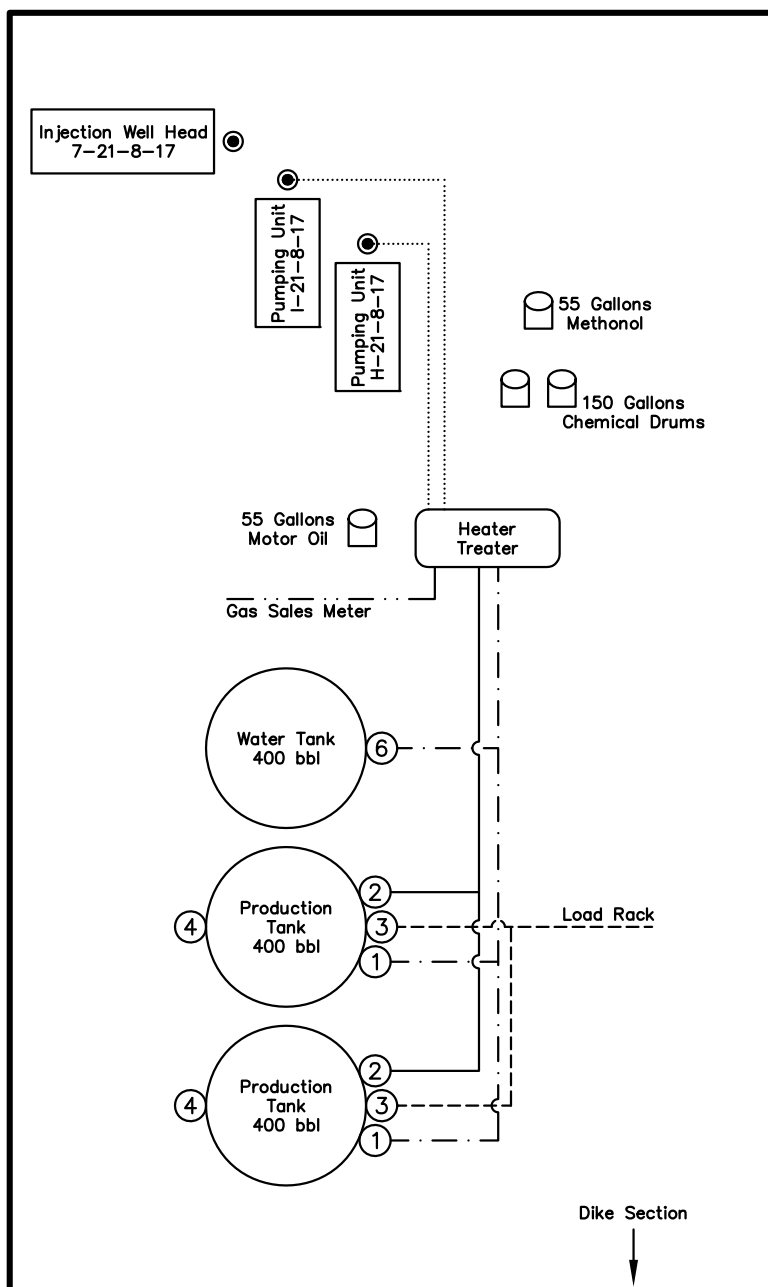 Injection Well Head
7-21-8-17
Pumping Unit
I-21-8-17
Pumping Unit
H-21-8-17
55 Gallons
Methonol
150 Gallons
Chemical Drums
55 Gallons
Motor Oil
Heater
Treater
Gas Sales Meter
Water Tank
400 bbl
6
2
Production
Tank
400 bbl
4
3
1
Load Rack
2
Production
Tank
400 bbl
4
3
1
Dike Section